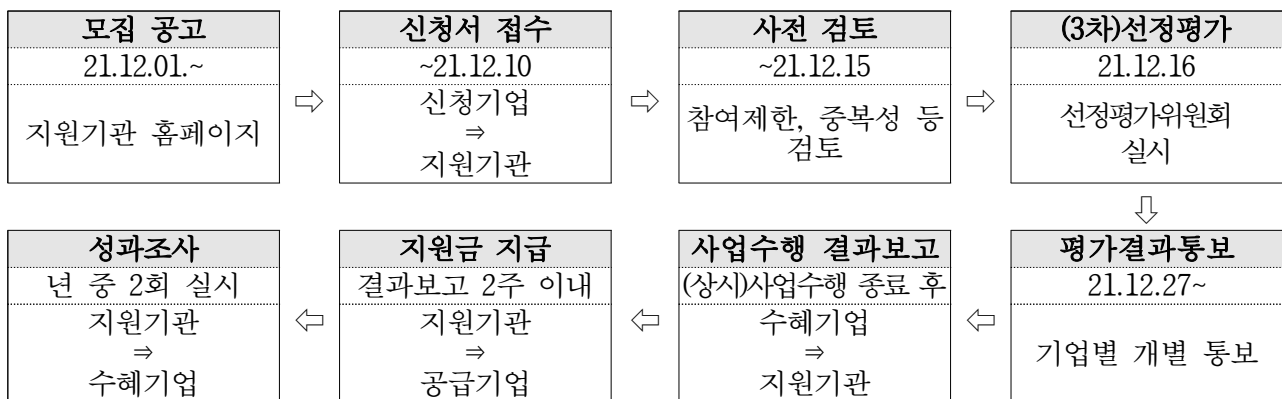 모집 공고
21.12.01.~
지원기관 홈페이지
⇨
신청서 접수
~21.12.10
신청기업
⇒
지원기관
⇨
사전 검토
~21.12.15
참여제한, 중복성 등
검토
⇨
(3차)선정평가
21.12.16
선정평가위원회
실시
⇩
평가결과통보
21.12.27~
기업별 개별 통보
⇦
사업수행 결과보고
(상시)사업수행 종료 후
수혜기업
⇒
지원기관
⇦
지원금 지급
결과보고 2주 이내
지원기관
⇒
공급기업
⇦
성과조사
년 중 2회 실시
지원기관
⇒
수혜기업